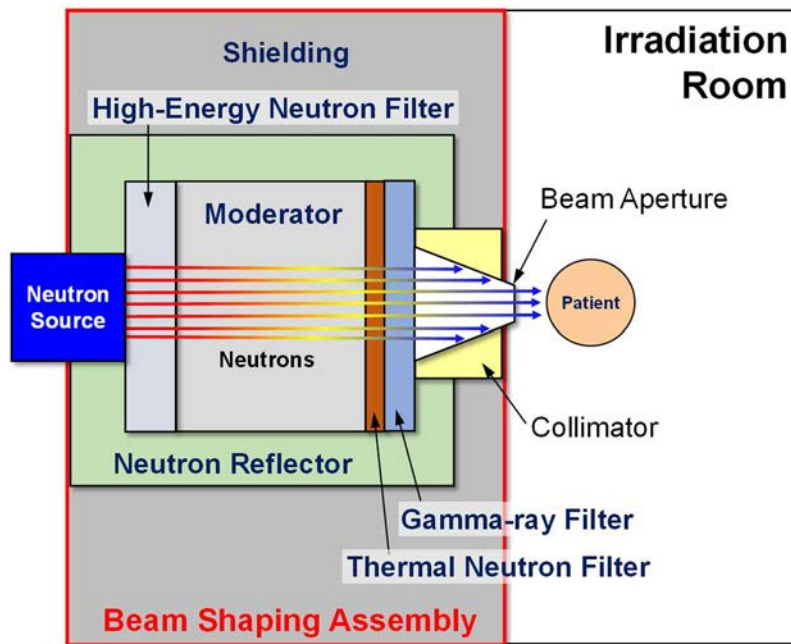 Irradiation
Room
Shielding
High-Energy Neutron Filter
Moderator
Beam Aperture
Neutron
Source
Patient
Neutrons
Collimator
Neutron Reflector
Gamma-ray Filter
Thermal Neutron Filter
Beam Shaping Assembly